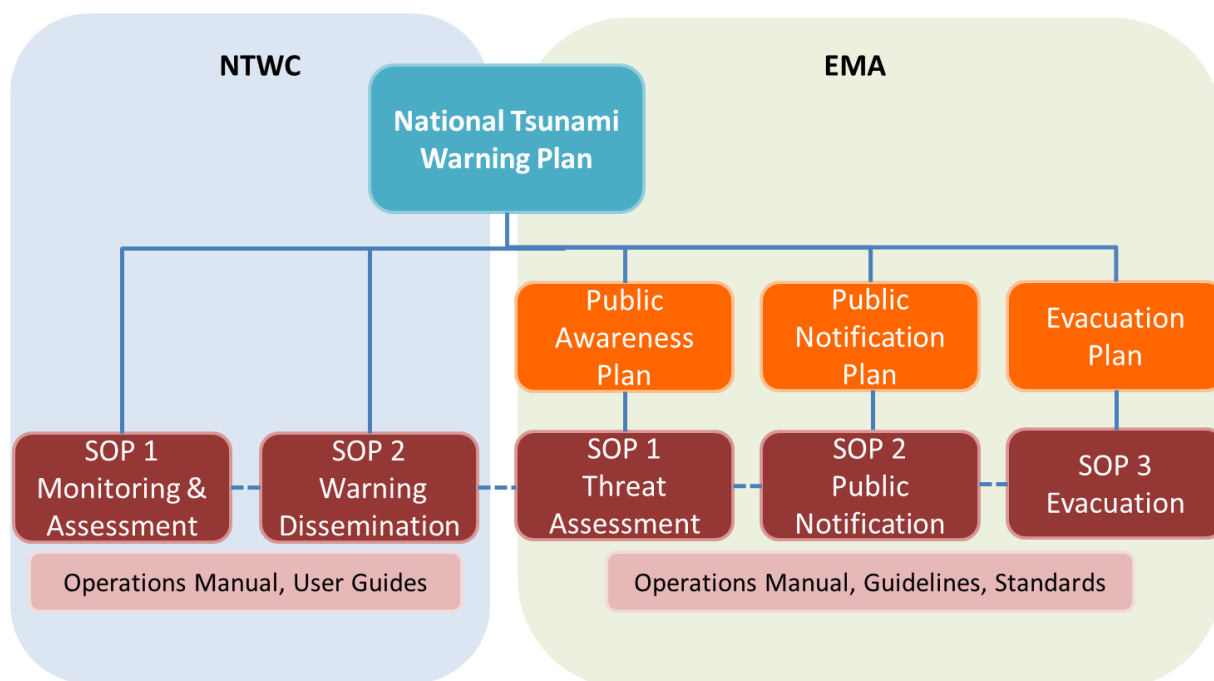 NTWC
EMA
National Tsunami
Warning Plan
Public
Awareness
Plan
Public
Notification
Plan
Evacuation
Plan
SOP 1
Monitoring &
Assessment
SOP 2
Warning
Dissemination
SOP 1
Threat
Assessment
SOP 2
Public
Notification
SOP 3
Evacuation
Operations Manual, User Guides
Operations Manual, Guidelines, Standards